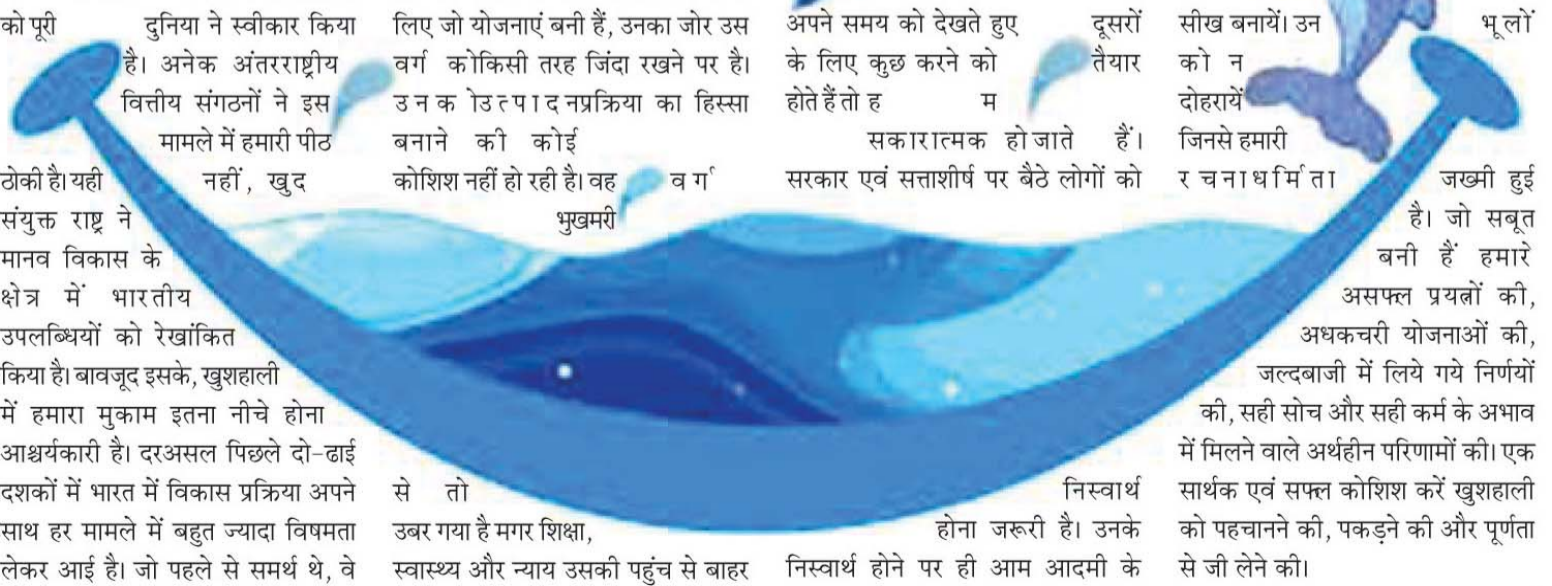 को पूरी दुनिया ने स्वीकार किया
है। अनेक अंतरराष्ट्रीय
वित्तीय संगठनों ने इस
मामले में हमारी पीठ
ठोकी है। यही नहीं, खुद
संयुक्त राष्ट्र ने
मानव विकास के
क्षेत्र में भारतीय
उपलब्धियों को रेखांकित
किया है। बावजूद इसके, खुशहाली
में हमारा मुकाम इतना नीचे होना
आश्चर्यकारी है। दरअसल पिछले दो-ढाई
दशकों में भारत में विकास प्रक्रिया अपने
साथ हर मामले में बहुत ज्यादा विषमता
लेकर आई है। जो पहले से समर्थ थे, वे
लिए जो योजनाएं बनी हैं, उनका जोर उस
वर्ग कोकिसी तरह जिंदा रखने पर है।
उनक ोउत्पादनप्रक्रिया का हिस्सा
बनाने की कोई
कोशिश नहीं हो रही है। वह वर्ग
भुखमरी
से तो
उबर गया है मगर शिक्षा,
स्वास्थ्य और न्याय उसकी पहुंच से बाहर
अपने समय को देखते हुए दूसरों
के लिए कुछ करने को तैयार
होते हैं तो ह म
सकारात्मक हो जाते हैं।
सरकार एवं सत्ताशीर्ष पर बैठे लोगों को
निस्वार्थ
होना जरूरी है। उनके
निस्वार्थ होने पर ही आम आदमी के
सीख बनायें। उन भूलों
को न
दोहरायें
जिनसे हमारी
रचनाधर्मिता जख्मी हुई
है। जो सबूत
बनी हैं हमारे
असफ्ल प्रयत्नों की,
अधकचरी योजनाओं की,
जल्दबाजी में लिये गये निर्णयों
की, सही सोच और सही कर्म के अभाव
में मिलने वाले अर्थहीन परिणामों की। एक
सार्थक एवं सफ्ल कोशिश करें खुशहाली
को पहचानने की, पकड़ने की और पूर्णता
से जी लेने की।